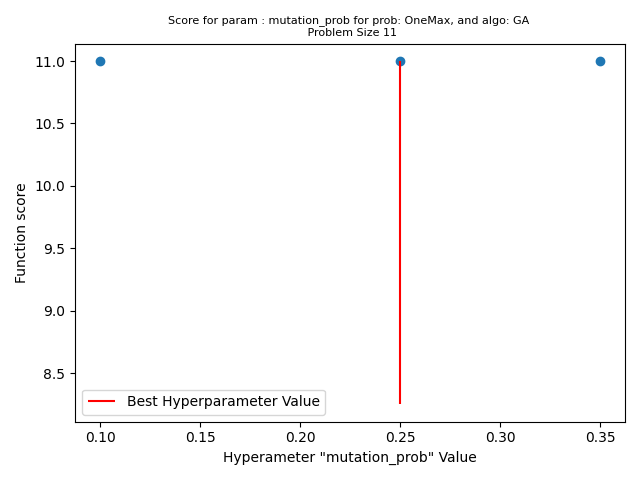 Score for param : mutation_prob for prob: OneMax, and algo: GA
Problem Size 11
11.0
10.5
10.0
9.5
9.0
8.5
Function score
Best Hyperparameter Value
0.10 0.15 0.20 0.25 0.30 0.35
Hyperameter "mutation_prob" Value